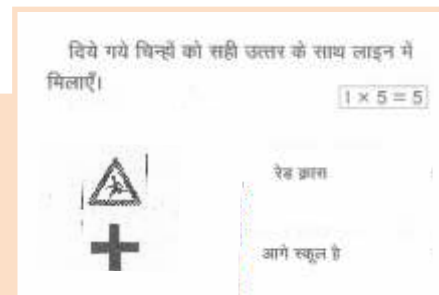 दिये गये चिन्हों को सही उत्तर के साथ लाइन में
मिलाएँ।
1 × 5 = 5
रेड क्रास
आगे स्कूल है